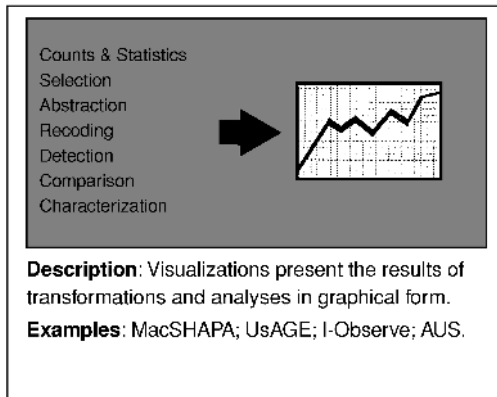 Counts & Statistics
Selection
Abstraction
Recoding
Detection
Comparison
Characterization
Description: Visualizations present the results of
transformations and analyses in graphical form.
Examples: MacSHAPA; UsAGE; I-Observe; AUS.